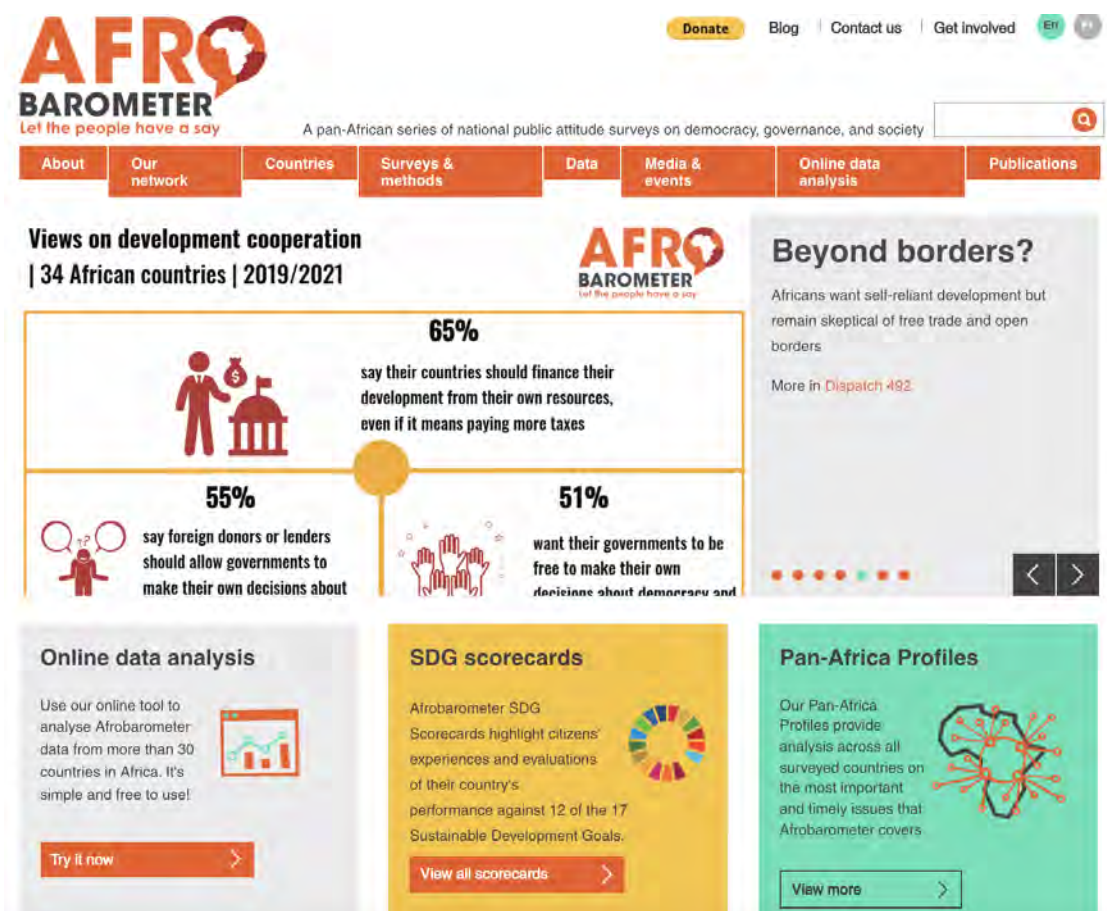 AFRO
BAROMETER
Let the people have a say
Donate
Blog
Contact us
Get involved
En
A pan-African series of national public attitude surveys on democracy, governance, and society
About
Our
network
Countries
Surveys &
methods
Data
Media &
events
Online data
analysis
Publications
Views on development cooperation
| 34 African countries | 2019/2021
AFRO
BAROMETER
Let the people have a say
65%
say their countries should finance their
development from their own resources,
even if it means paying more taxes
55%
say foreign donors or lenders
should allow governments to
make their own decisions about
51%
want their governments to be
free to make their own
decisions about democracy and
Beyond borders?
Africans want self-reliant development but
remain skeptical of free trade and open
borders
More in Dispatch 492
Online data analysis
Use our online tool to
analyse Afrobarometer
data from more than 30
countries in Africa. It's
simple and free to use!
Try it now
SDG scorecards
Afrobarometer SDG
Scorecards highlight citizens'
experiences and evaluations
of their country's
performance against 12 of the 17
Sustainable Development Goals.
View all scorecards
Pan-Africa Profiles
Our Pan-Africa
Profiles provide
analysis across all
surveyed countries on
the most important
and timely issues that
Afrobarometer covers
View more